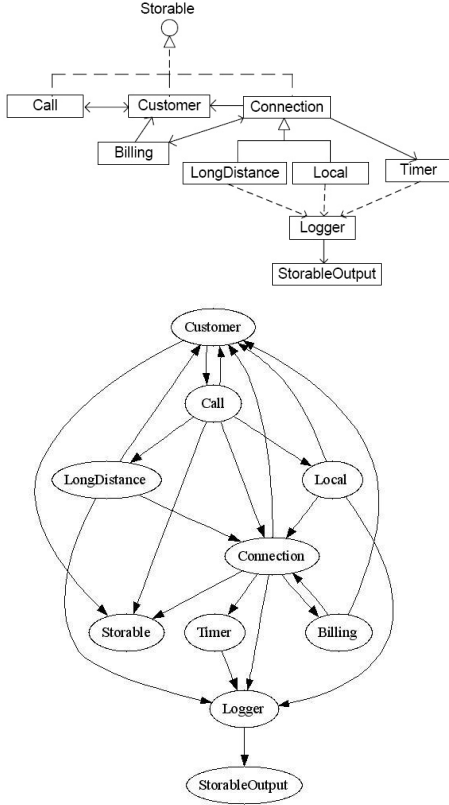 Storable
Call
Customer
Connection
Billing
LongDistance
Local
Timer
Logger
StorableOutput
Customer
Call
LongDistance
Local
Connection
Storable
Timer
Billing
Logger
StorableOutput